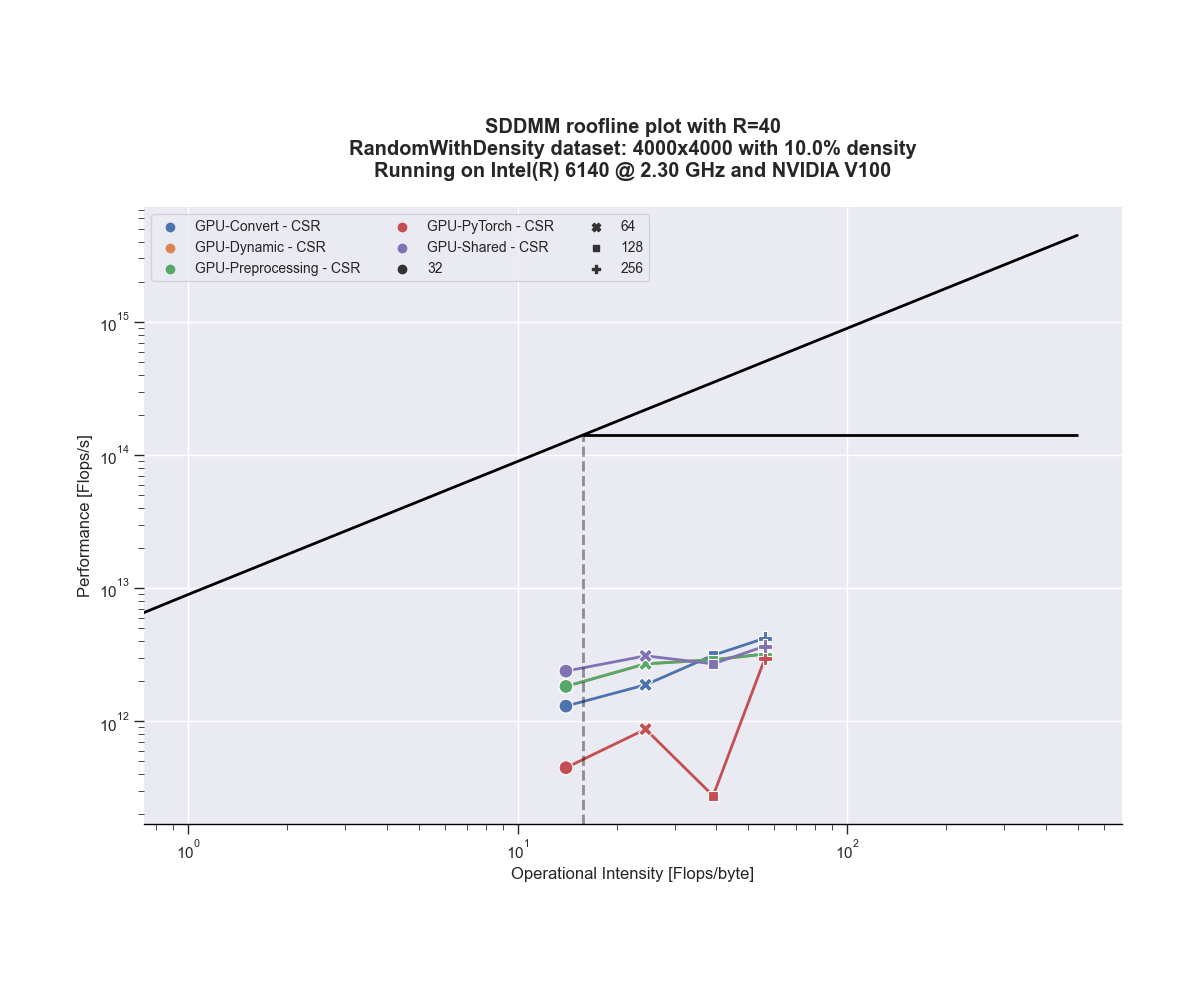 SDDMM roofline plot with R=40
RandomWithDensity dataset: 4000x4000 with 10.0% density
Running on Intel(R) 6140 @ 2.30 GHz and NVIDIA V100
GPU-Convert - CSR
GPU-Dynamic - CSR
GPU-Preprocessing - CSR
GPU-PyTorch - CSR
GPU-Shared - CSR
32
64
128
256
Performance [Flops/s]
10^15
10^14
10^13
10^12
10^0
10^1
10^2
Operational Intensity [Flops/byte]